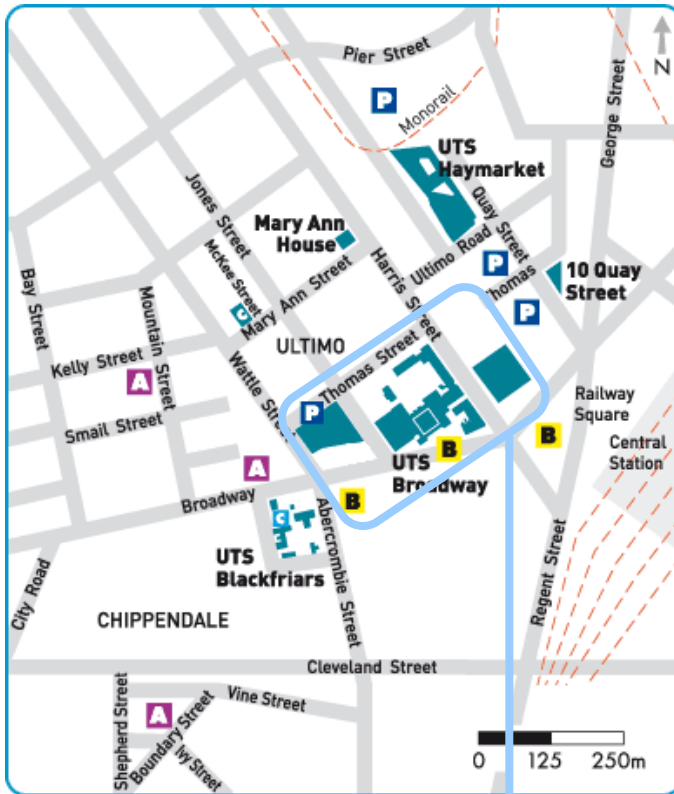 Pier Street
N
George Street
P
Monorail
UTS
Haymarket
Jones Street
Quay Street
Mary Ann
House
McKee Street
Ultimo Road
Harris Street
Mary Ann Street
P
10 Quay
Street
Thomas
P
C
Bay Street
Mountain Street
ULTIMO
Kelly Street
A
Wattle Street
Thomas Street
P
Small Street
Railway
Square
B
B
Central
Station
A
UTS
Broadway
Broadway
B
C
Abercrombie Street
UTS
Blackfriars
City Road
Regent Street
CHIPPENDALE
Cleveland Street
Shepherd Street
A
Vine Street
Boundary Street
Ivy Street
0 125 250m